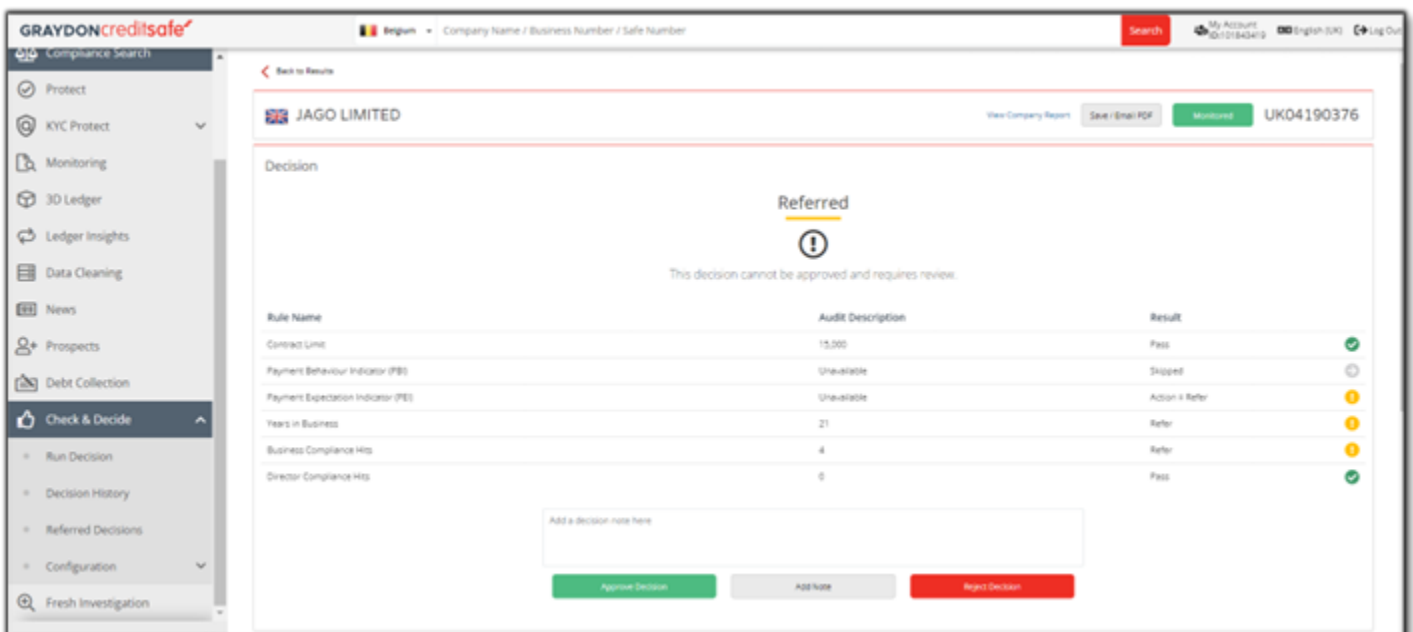 GRAYDONcreditsafe
Belgium Company Name / Business Number / Safe Number
Search
My Account
ID:101843419
English (UK)
Log Out
Compliance Search
Protect
KYC Protect
Monitoring
3D Ledger
Ledger Insights
Data Cleaning
News
Prospects
Debt Collection
Check & Decide
Run Decision
Decision History
Referred Decisions
Configuration
Fresh Investigation
Back to Results
JAGO LIMITED View Company Report Save / Email PDF Monitored UK04190376
Decision
Referred
This decision cannot be approved and requires review.
Rule Name Audit Description Result
Contract Limit 15,000 Pass
Payment Behaviour Indicator (PBI) Unavailable Skipped
Payment Expectation Indicator (PEI) Unavailable Action = Refer
Years in Business 21 Refer
Business Compliance Hits 4 Refer
Director Compliance Hits 0 Pass
Add a decision note here
Approve Decision Add Note Reject Decision